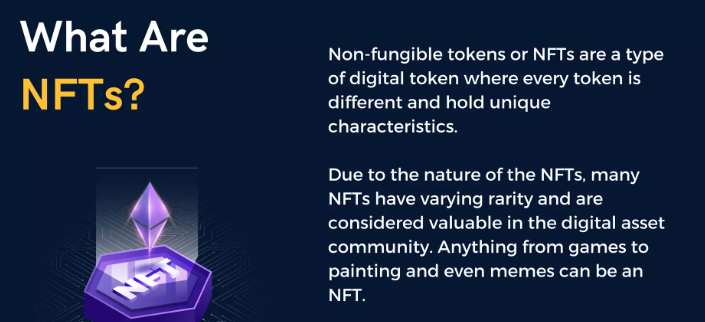 What Are
NFTs?
Non-fungible tokens or NFTs are a type
of digital token where every token is
different and hold unique
characteristics.
Due to the nature of the NFTs, many
NFTs have varying rarity and are
considered valuable in the digital asset
community. Anything from games to
painting and even memes can be an
NFT.
NGT